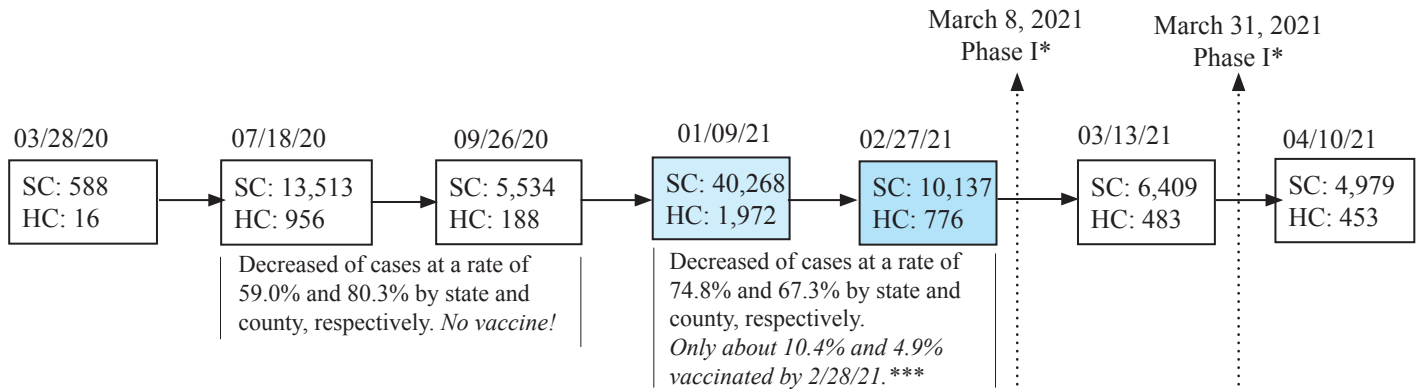 March 8, 2021
Phase I*
March 31, 2021
Phase I*
03/28/20
SC: 588
HC: 16
07/18/20
SC: 13,513
HC: 956
09/26/20
SC: 5,534
HC: 188
01/09/21
SC: 40,268
HC: 1,972
02/27/21
SC: 10,137
HC: 776
03/13/21
SC: 6,409
HC: 483
04/10/21
SC: 4,979
HC: 453
Decreased of cases at a rate of
59.0% and 80.3% by state and
county, respectively. No vaccine!
Decreased of cases at a rate of
74.8% and 67.3% by state and
county, respectively.
Only about 10.4% and 4.9%
vaccinated by 2/28/21.***